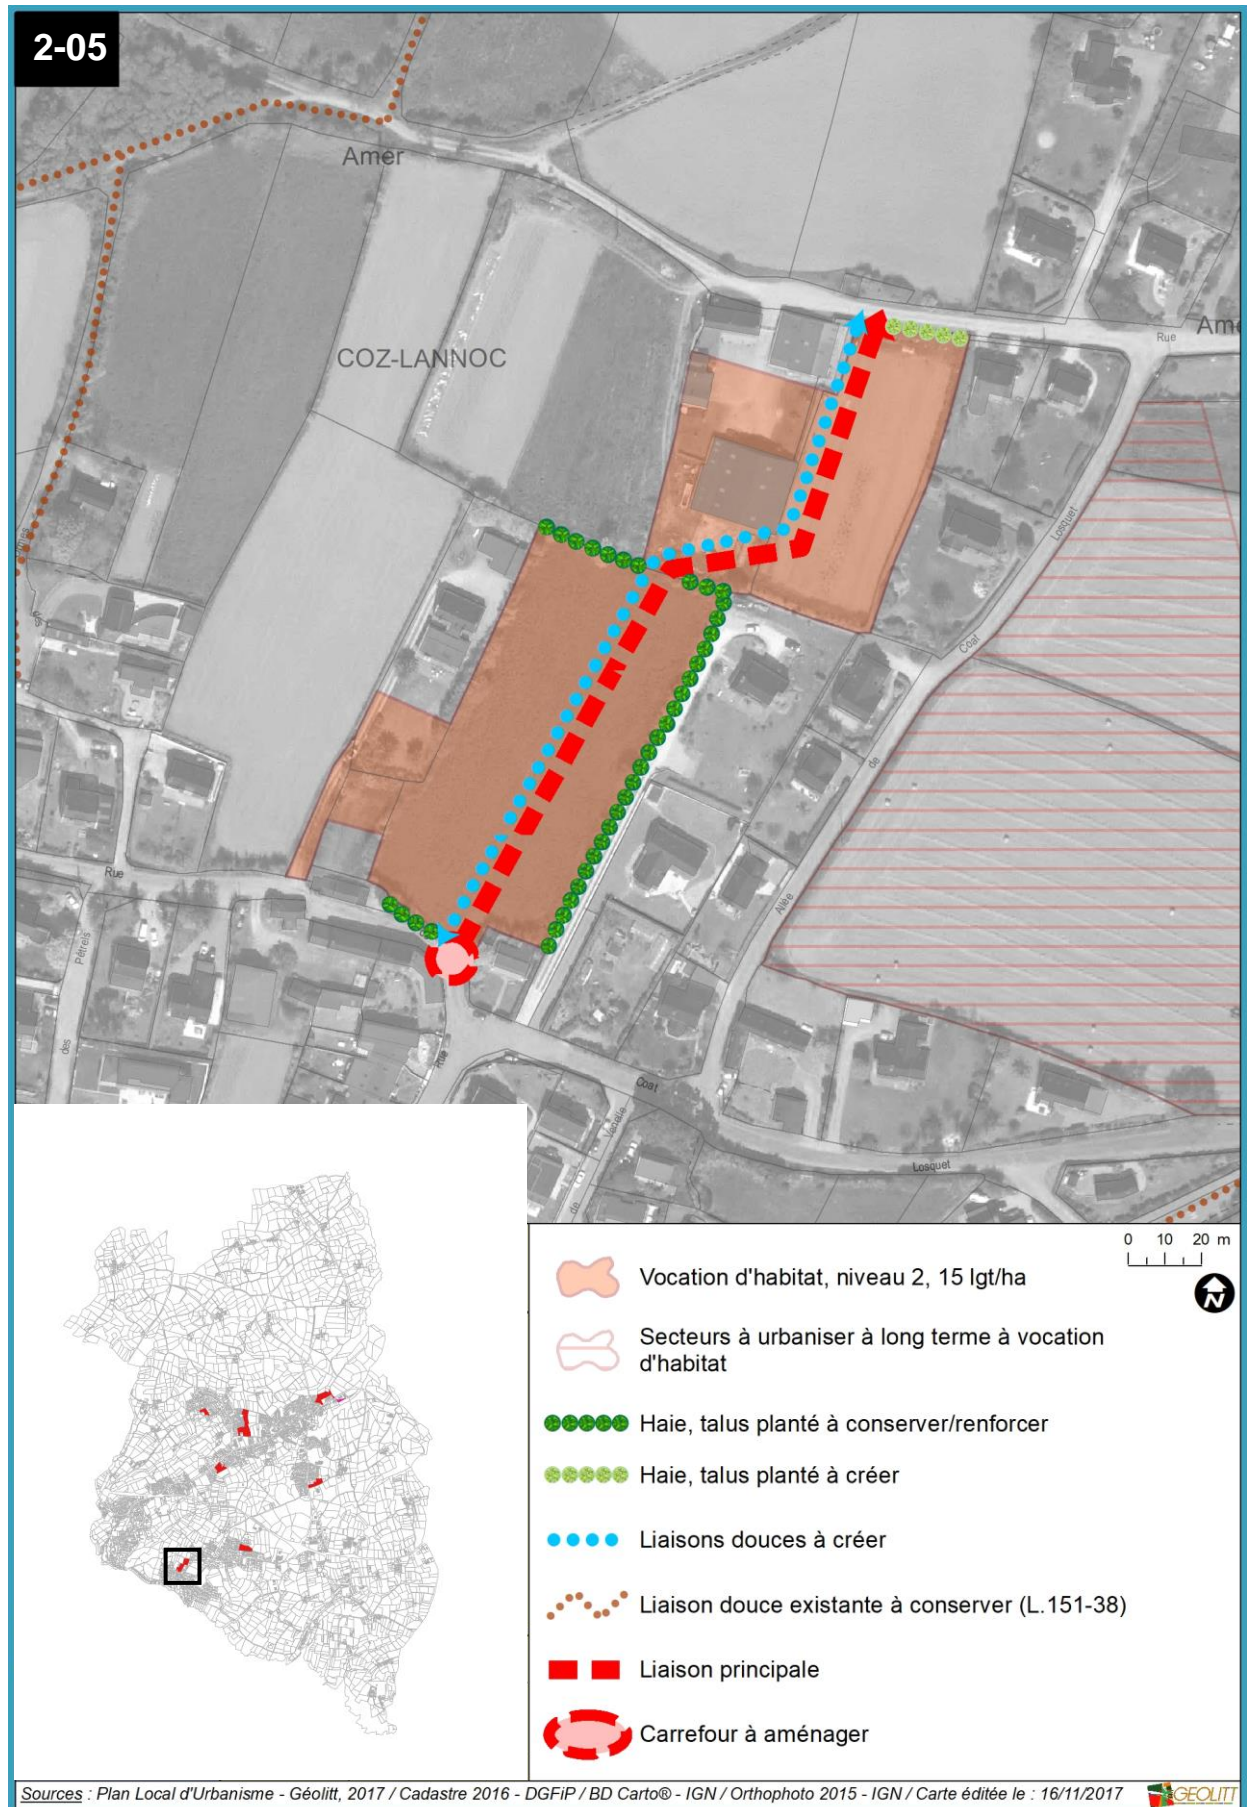 2-05
Amer
COZ-LANNOC
Rue
Losquet
Coat
de
Allée
Rue
Pétrels
des
Rue
Coat
Vanalie
de
Losquet
0 10 20 m
N
Vocation d'habitat, niveau 2, 15 lgt/ha
Secteurs à urbaniser à long terme à vocation
d'habitat
Haie, talus planté à conserver/renforcer
Haie, talus planté à créer
Liaisons douces à créer
Liaison douce existante à conserver (L.151-38)
Liaison principale
Carrefour à aménager
Sources : Plan Local d'Urbanisme - Géolitt, 2017 / Cadastre 2016 - DGFiP / BD Carto® - IGN / Orthophoto 2015 - IGN / Carte éditée le : 16/11/2017
GEOLITT